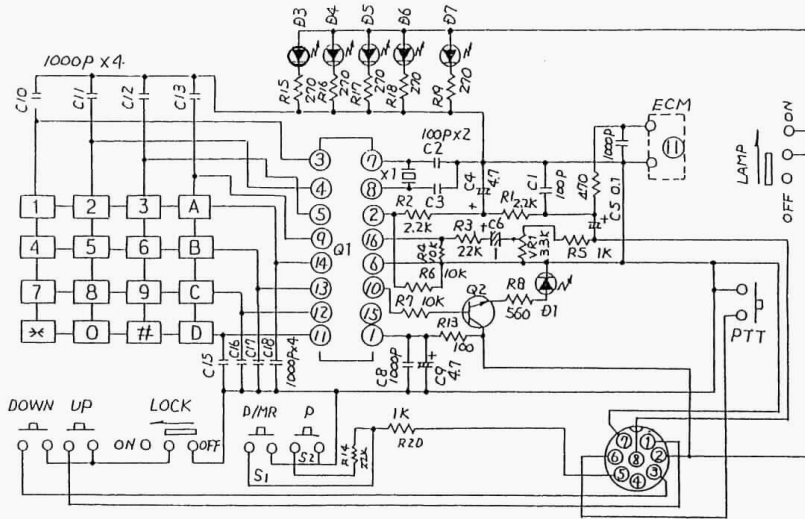 D3 D4 D5 D6 D7
1000P x 4
C10 C11 C12 C13
R15 270 R16 270 R17 270 R18 270 R19 270
ECM
11
1000P
470
C5 0.1
LAMP
ON
OFF
100P x 2
C2
X1
C3
C4 4.7 +
C1 100P
R1 2.2K
R2 2.2K
R3 22K
C6 + 1
VR1 33K
R5 1K
R4 10K
R6 10K
R7 10K
Q2
R8 560
D1
R13 100
C8 1000P
C9 4.7 +
Q1
3 4 5 9 14 13 12 11
7 8 2 16 6 10 15 1
1 2 3 A
4 5 6 B
7 8 9 C
* 0 # D
C15 C16 C17 C18
1000P x 4
PTT
DOWN UP LOCK
ON OFF
D/MR P
S1 S2
R14 22K
1K
R20
7 1
6 8 2
5 4 3